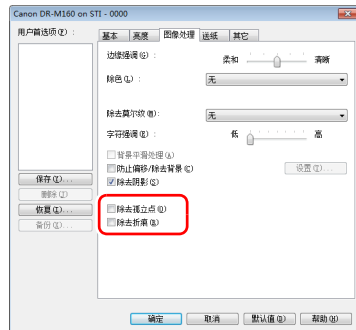 Canon DR-M160 on STI - 0000
用户首选项(F):
基本 亮度 图像处理 送纸 其它
边缘强调(G): 柔和 清晰
除色(L): 无
除去莫尔纹(M): 无
字符强调(E): 低 高
背景平滑处理(A)
防止偏移/除去背景(C) 设置(T)...
除去阴影(S)
除去孤立点(O)
除去折痕(R)
保存(V)...
删除(I)
恢复(Y)...
备份(K)...
确定 取消 默认值(D) 帮助(H)